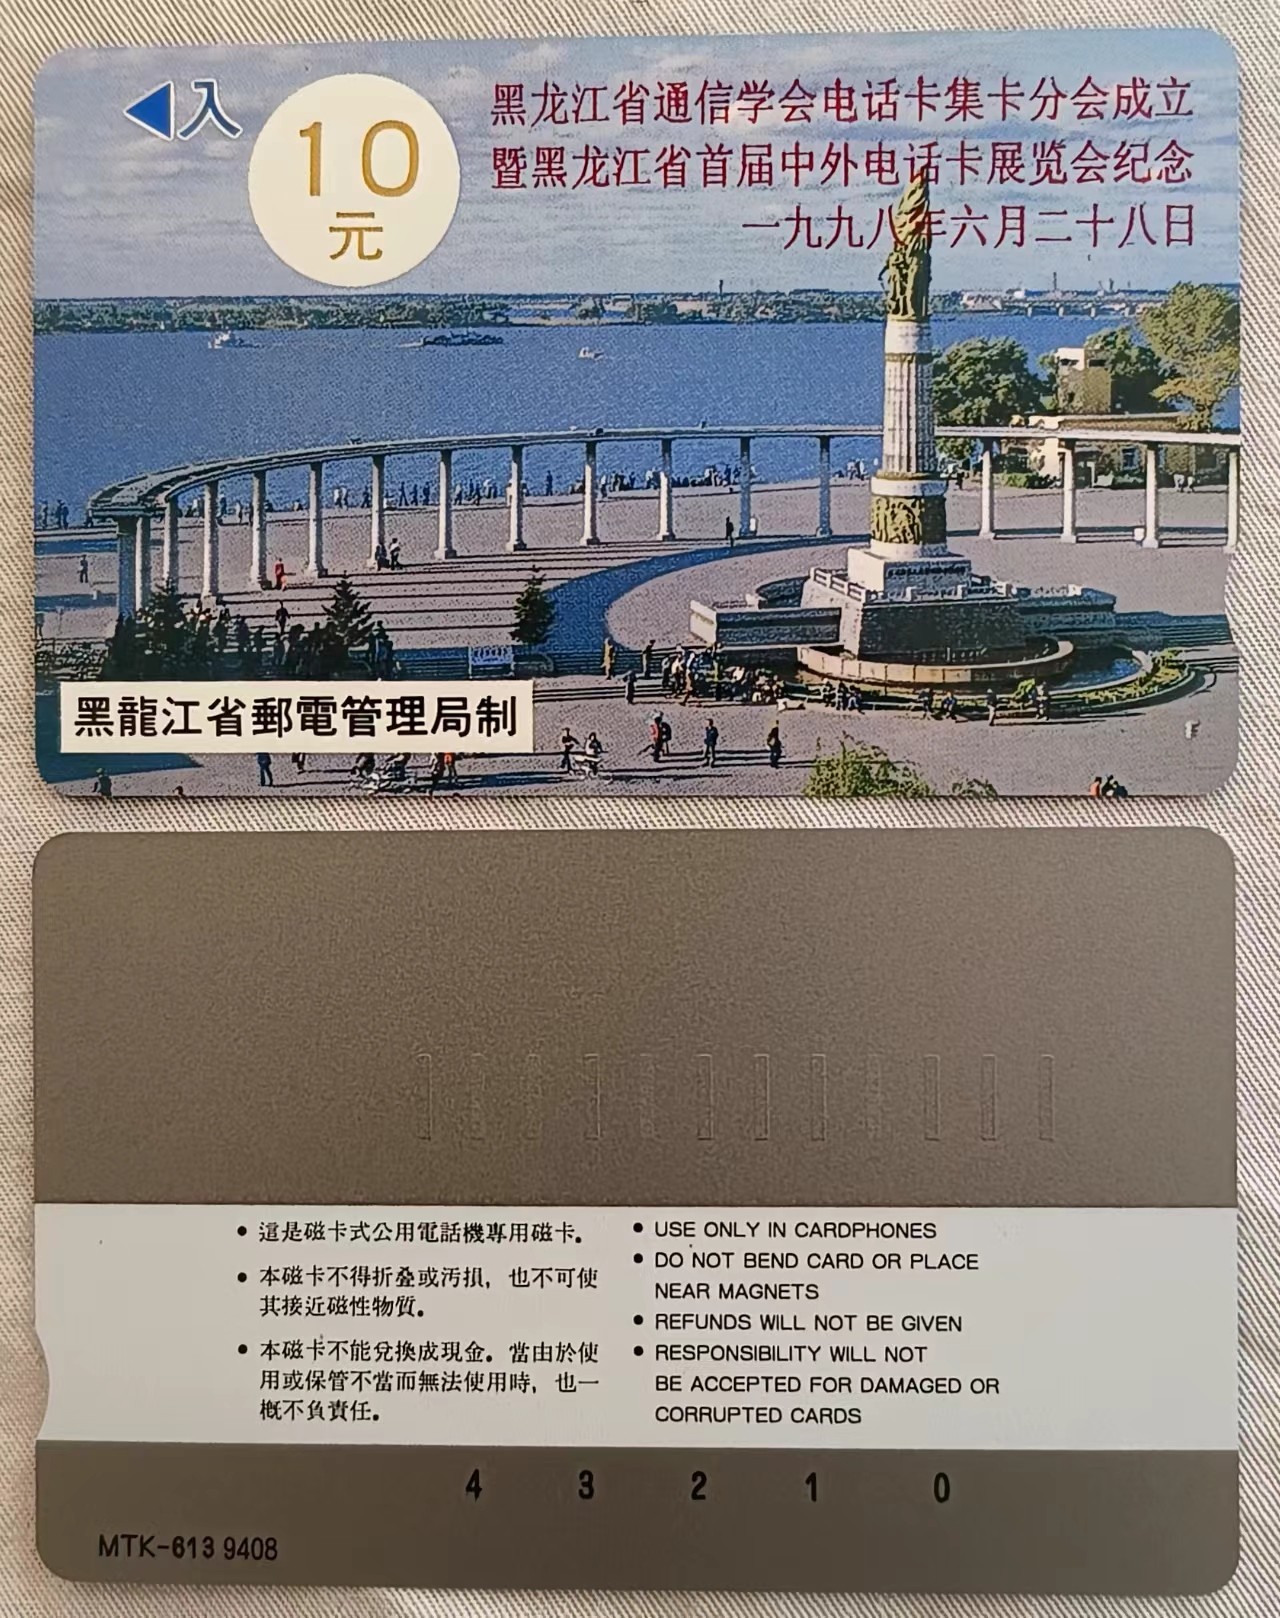 入
10
元
黑龙江省通信学会电话卡集卡分会成立
暨黑龙江省首届中外电话卡展览会纪念
一九九八年六月二十八日
黑龍江省郵電管理局制
• 這是磁卡式公用電話機專用磁卡。
• 本磁卡不得折叠或污損，也不可使
其接近磁性物質。
• 本磁卡不能兌換成現金。當由於使
用或保管不當而無法使用時，也一
概不負責任。
• USE ONLY IN CARDPHONES
• DO NOT BEND CARD OR PLACE
NEAR MAGNETS
• REFUNDS WILL NOT BE GIVEN
• RESPONSIBILITY WILL NOT
BE ACCEPTED FOR DAMAGED OR
CORRUPTED CARDS
4 3 2 1 0
MTK-613 9408